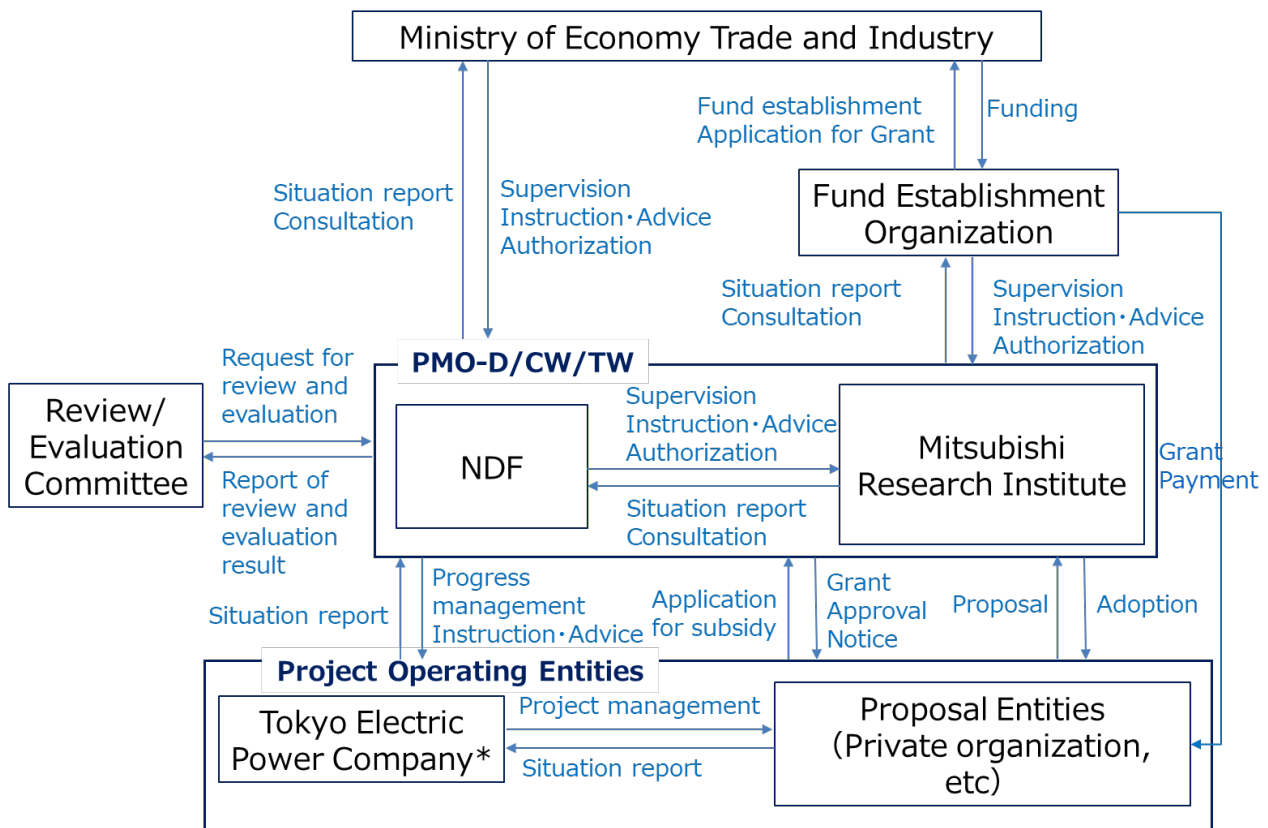 Ministry of Economy Trade and Industry
Fund establishment
Application for Grant
Funding
Situation report
Consultation
Supervision
Instruction・Advice
Authorization
Fund Establishment
Organization
Situation report
Consultation
Supervision
Instruction・Advice
Authorization
PMO-D/CW/TW
Request for
review and
evaluation
Review/
Evaluation
Committee
Report of
review and
evaluation
result
NDF
Supervision
Instruction・Advice
Authorization
Situation report
Consultation
Mitsubishi
Research Institute
Grant
Payment
Situation report
Progress
management
Instruction・Advice
Application
for subsidy
Grant
Approval
Notice
Proposal
Adoption
Project Operating Entities
Tokyo Electric
Power Company*
Project management
Situation report
Proposal Entities
（Private organization,
etc）